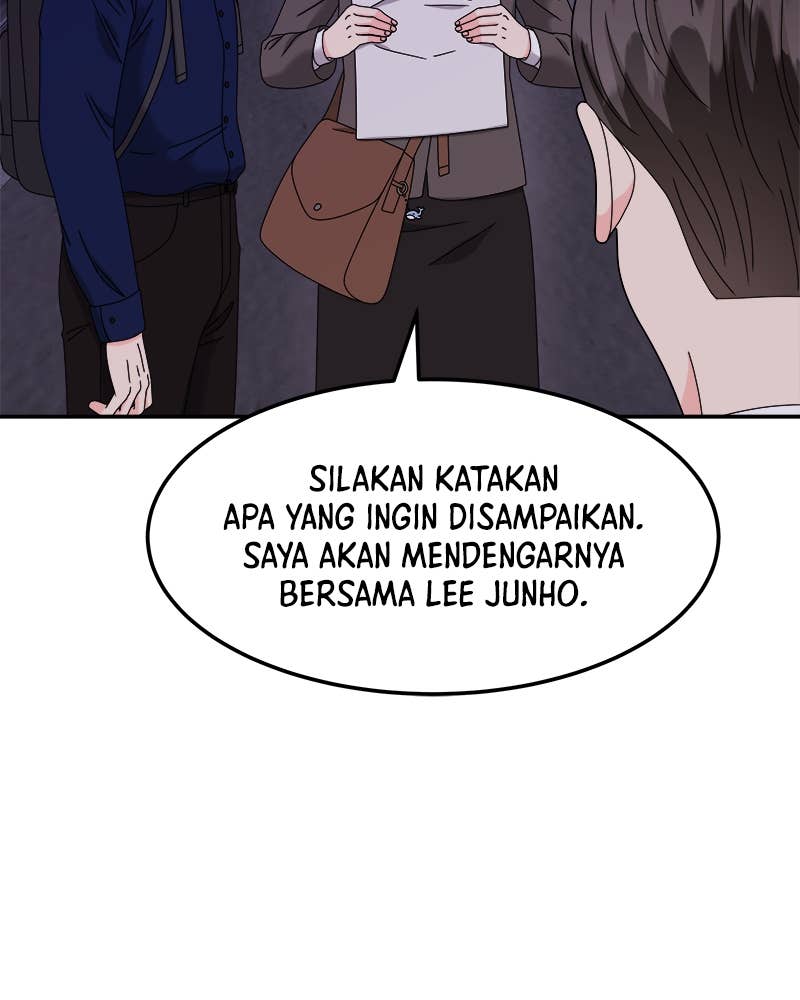 SILAKAN KATAKAN
APA YANG INGIN DISAMPAIKAN.
SAYA AKAN MENDENGARNYA
BERSAMA LEE JUNHO.